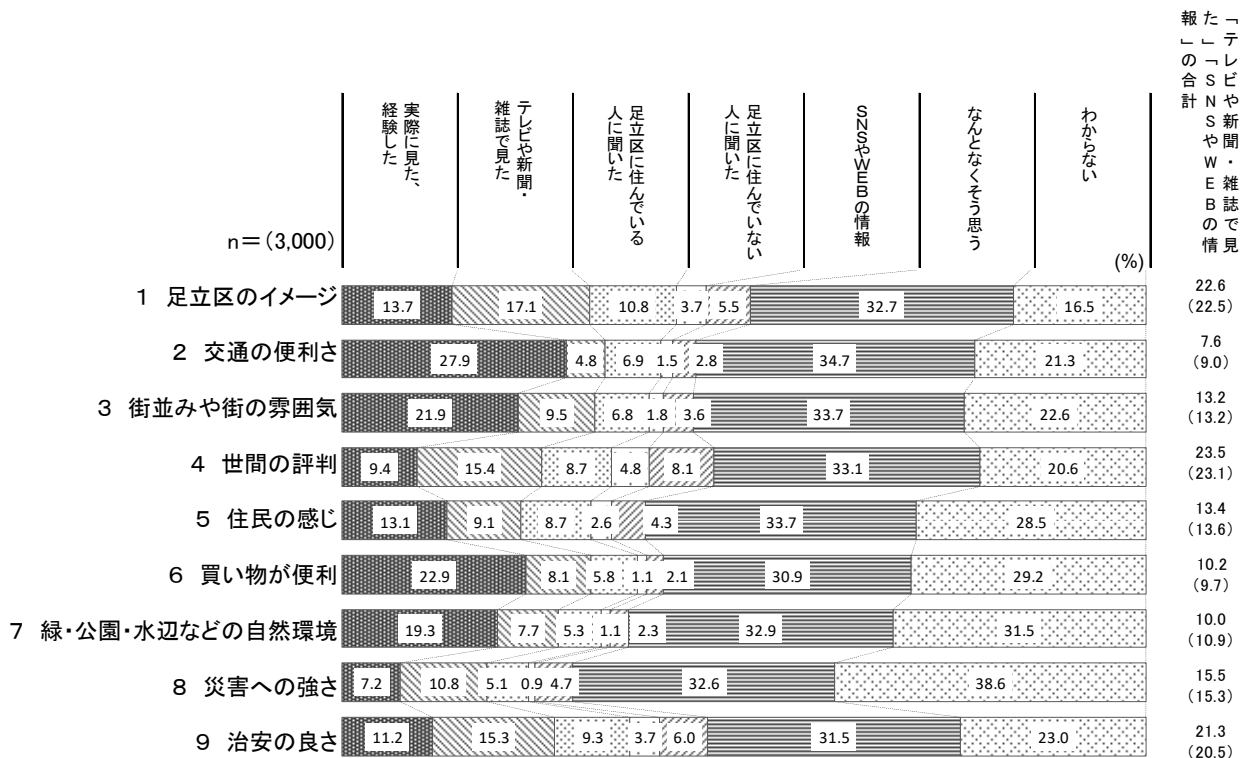 「テレビや新聞・雑誌で見
た」「SNSやWEBの情
報」の合計
実際に見た、
経験した
テレビや新聞・
雑誌で見た
足立区に住んでいる
人に聞いた
足立区に住んでいない
人に聞いた
SNSやWEBの情報
なんとなくそう思う
わからない
n=(3,000)
(%)
1 足立区のイメージ 13.7 17.1 10.8 3.7 5.5 32.7 16.5 22.6
(22.5)
2 交通の便利さ 27.9 4.8 6.9 1.5 2.8 34.7 21.3 7.6
(9.0)
3 街並みや街の雰囲気 21.9 9.5 6.8 1.8 3.6 33.7 22.6 13.2
(13.2)
4 世間の評判 9.4 15.4 8.7 4.8 8.1 33.1 20.6 23.5
(23.1)
5 住民の感じ 13.1 9.1 8.7 2.6 4.3 33.7 28.5 13.4
(13.6)
6 買い物が便利 22.9 8.1 5.8 1.1 2.1 30.9 29.2 10.2
(9.7)
7 緑・公園・水辺などの自然環境 19.3 7.7 5.3 1.1 2.3 32.9 31.5 10.0
(10.9)
8 災害への強さ 7.2 10.8 5.1 0.9 4.7 32.6 38.6 15.5
(15.3)
9 治安の良さ 11.2 15.3 9.3 3.7 6.0 31.5 23.0 21.3
(20.5)